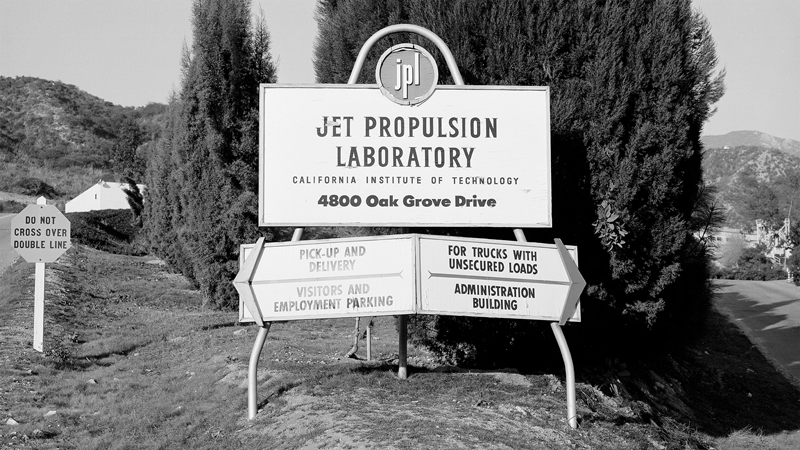 jpl
JET PROPULSION
LABORATORY
CALIFORNIA INSTITUTE OF TECHNOLOGY
4800 Oak Grove Drive
DO NOT
CROSS OVER
DOUBLE LINE
PICK-UP AND
DELIVERY
VISITORS AND
EMPLOYMENT PARKING
FOR TRUCKS WITH
UNSECURED LOADS
ADMINISTRATION
BUILDING